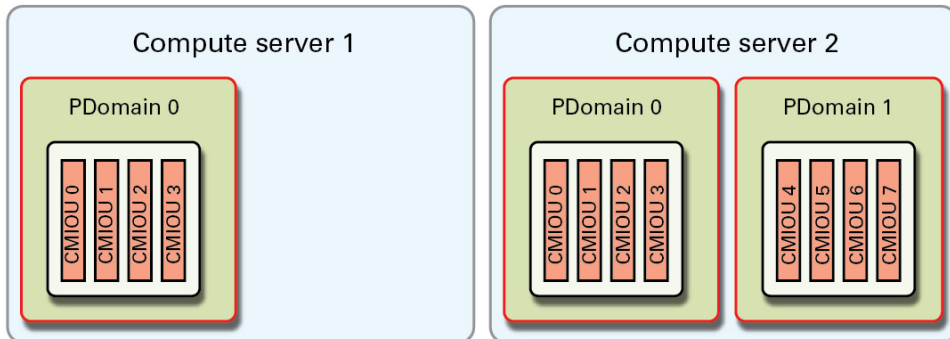 Compute server 1
PDomain 0
CMIOU 0
CMIOU 1
CMIOU 2
CMIOU 3
Compute server 2
PDomain 0
CMIOU 0
CMIOU 1
CMIOU 2
CMIOU 3
PDomain 1
CMIOU 4
CMIOU 5
CMIOU 6
CMIOU 7